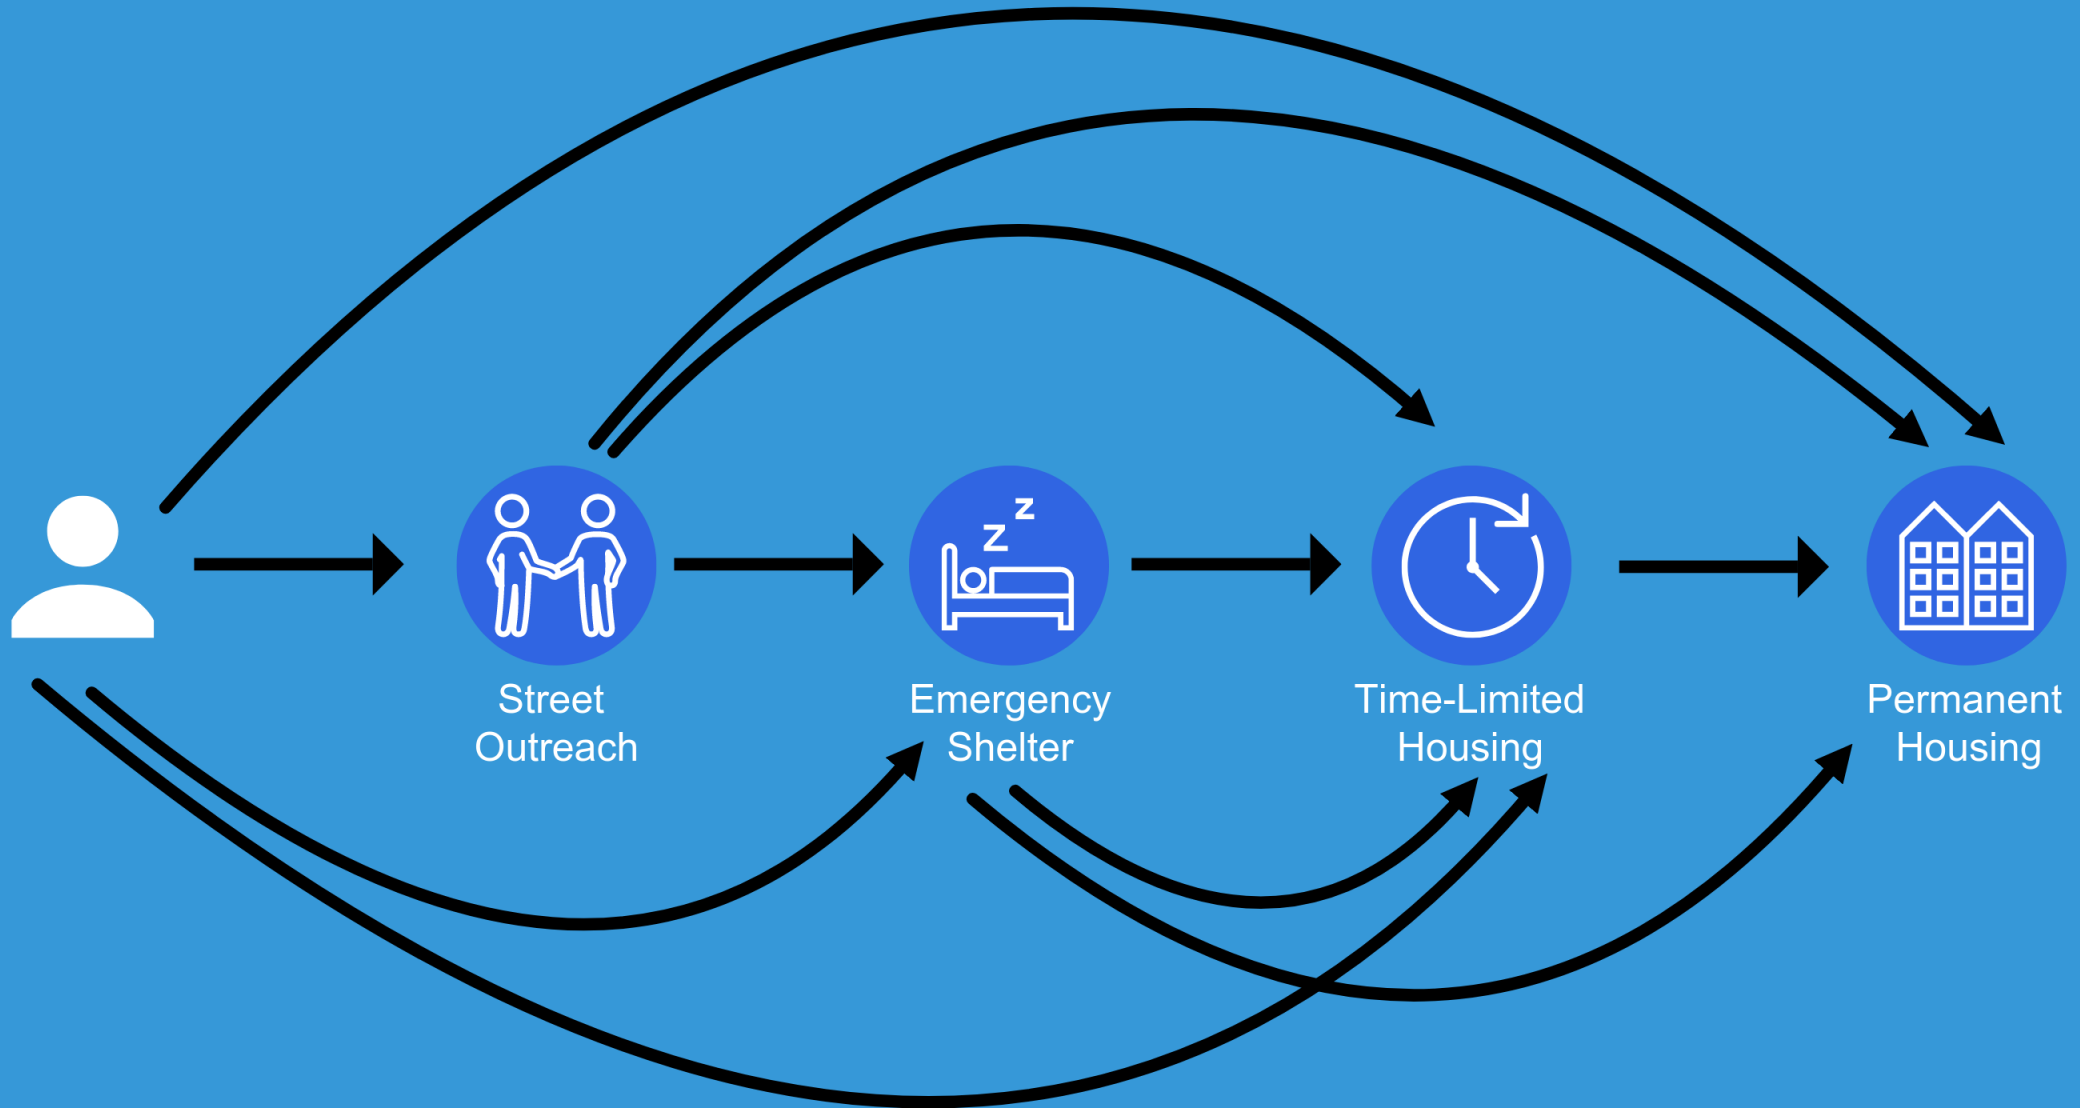 z
Z
Street
Outreach
Emergency
Shelter
Time-Limited
Housing
Permanent
Housing